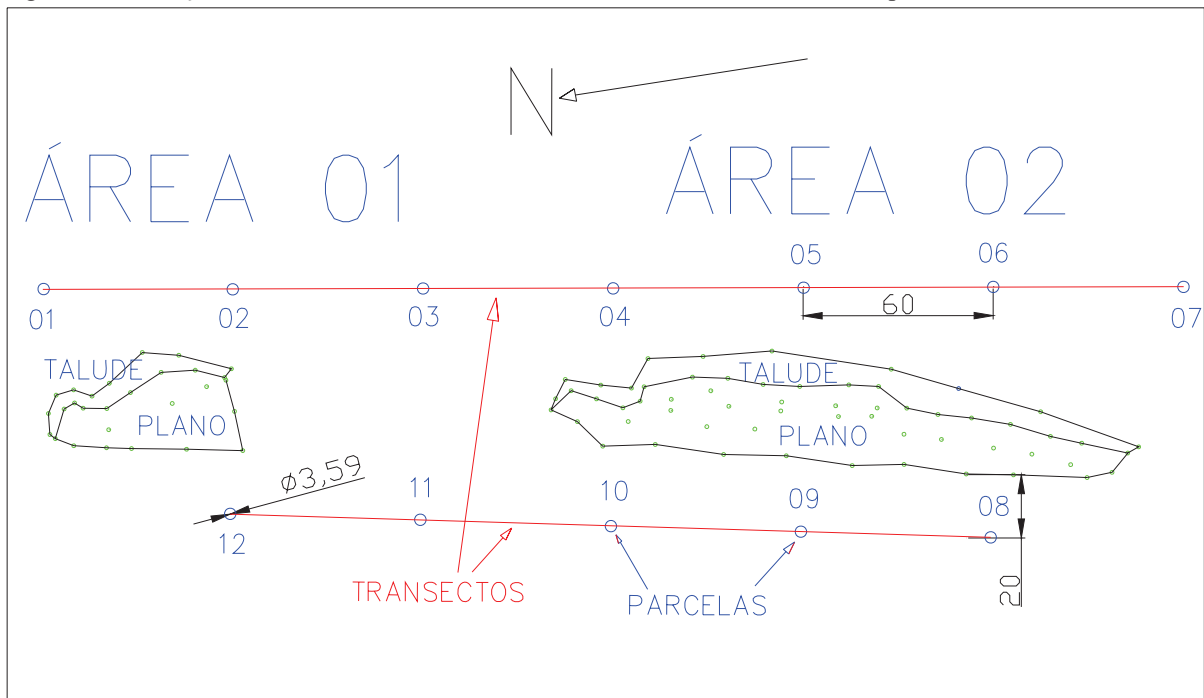 N
ÁREA 01
ÁREA 02
05
06
01
02
03
04
60
07
TALUDE
PLANO
TALUDE
PLANO
Ø3,59
12
11
10
09
08
20
TRANSECTOS
PARCELAS